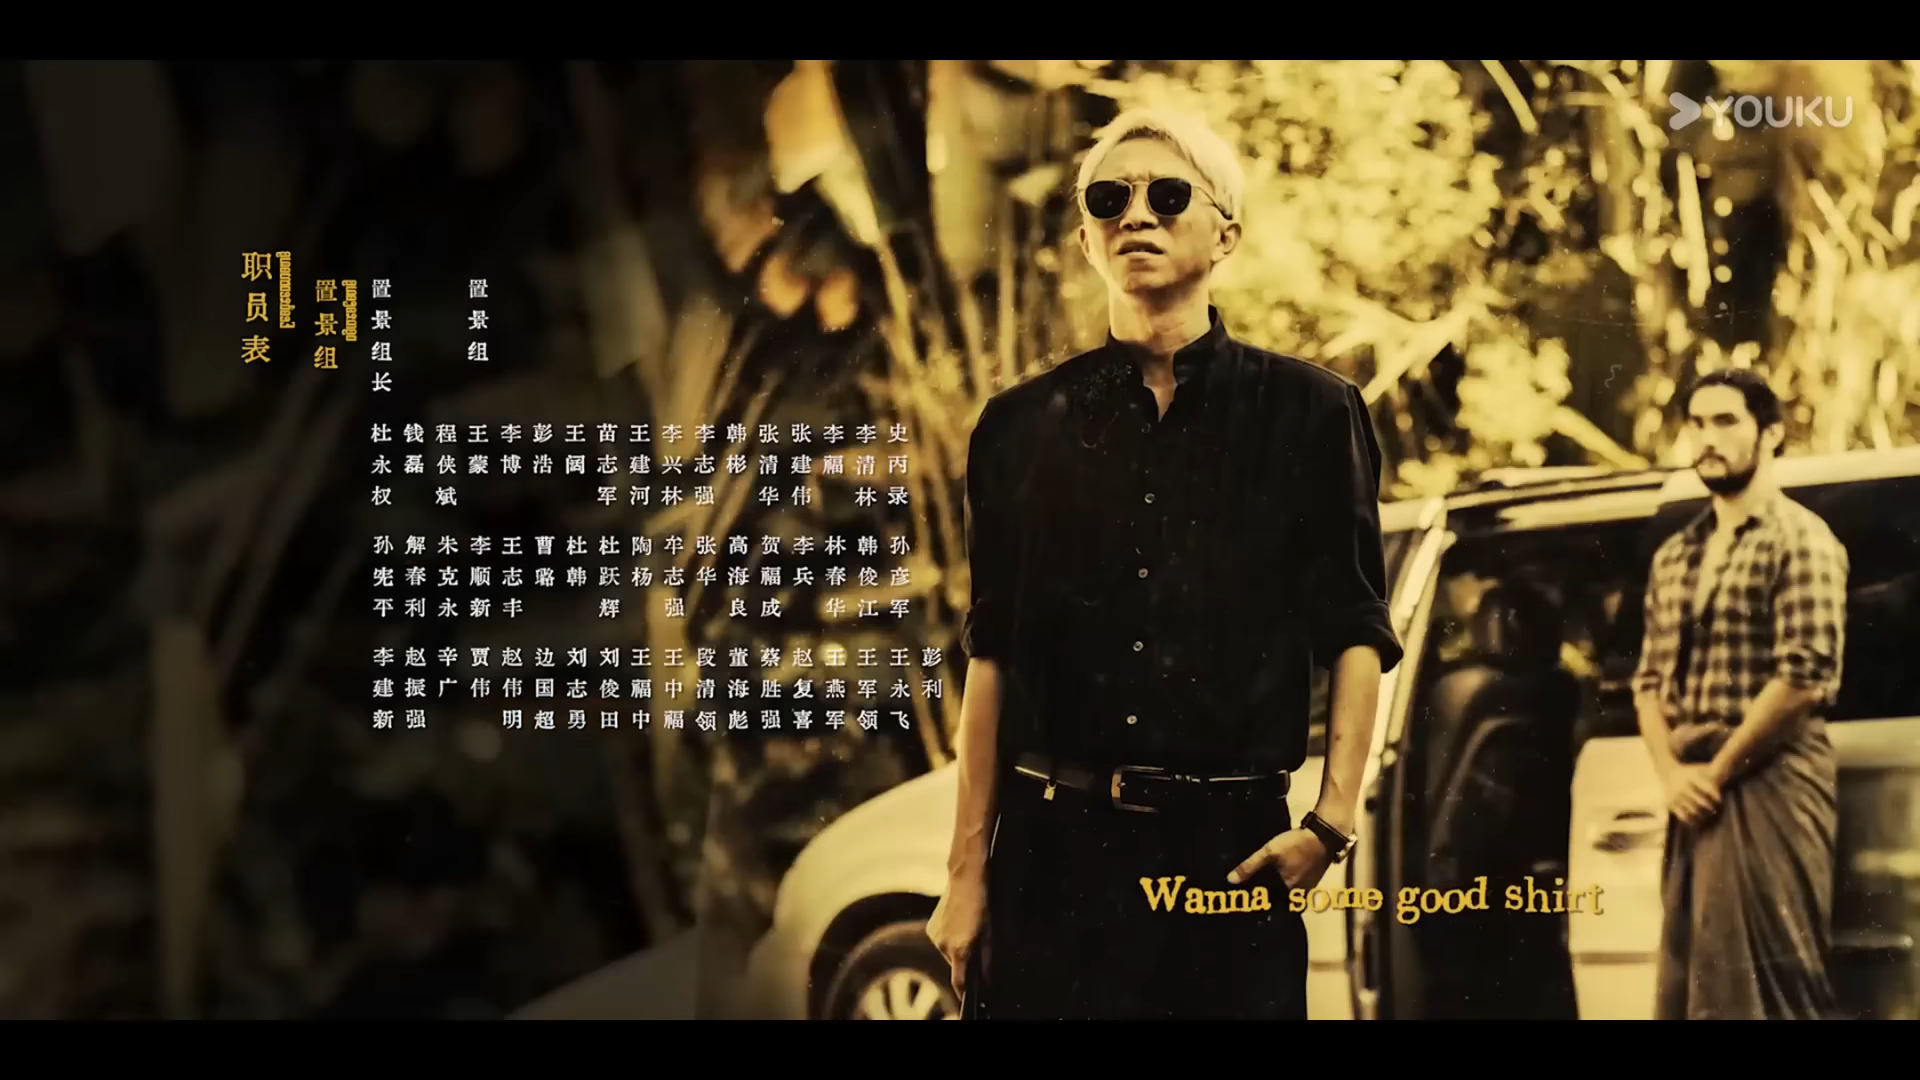 YOUKU
职员表
置景组
置景组长
置景组
杜永权
钱磊
程侠斌
王蒙
李博
彭浩
王阔
苗志军
王建河
李兴林
李志强
韩彬
张清华
张建伟
李福
李清林
史丙录
孙宪平
解春利
朱克永
李顺新
王志丰
曹璐
杜韩
杜跃辉
陶杨
牟志强
张华
高海良
贺福成
李兵
林春华
韩俊江
孙彦军
李建新
赵振强
辛广
贾伟
赵伟明
边国超
刘志勇
刘俊田
王福中
王中福
段清领
董海彪
蔡胜强
赵复喜
王燕军
王军领
王永飞
彭利
Wanna some good shirt